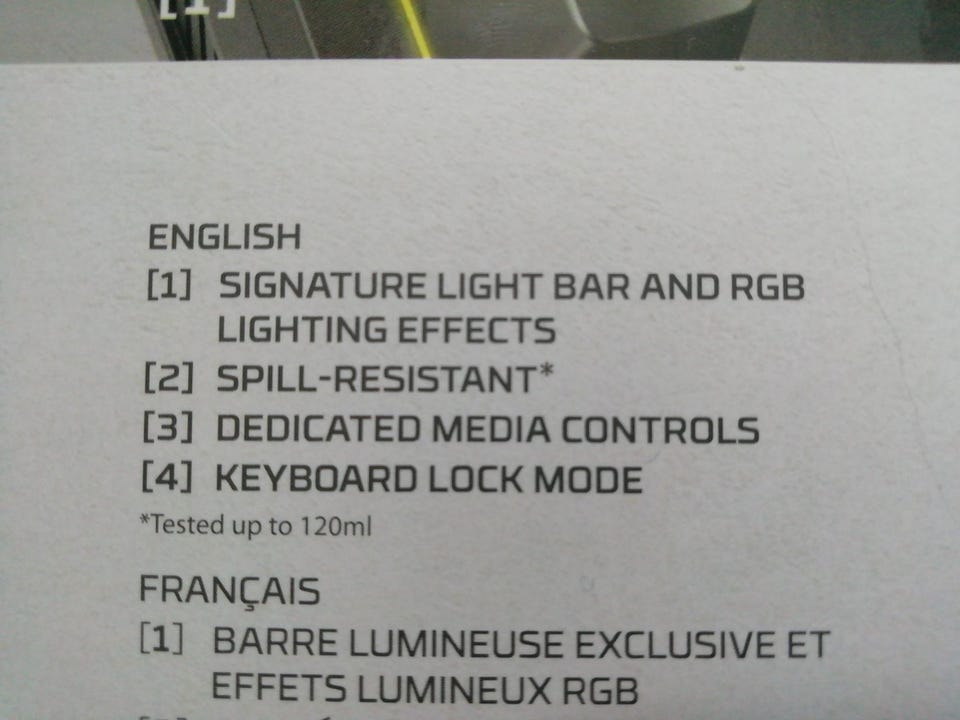 [1]
ENGLISH
[1] SIGNATURE LIGHT BAR AND RGB
LIGHTING EFFECTS
[2] SPILL-RESISTANT*
[3] DEDICATED MEDIA CONTROLS
[4] KEYBOARD LOCK MODE
*Tested up to 120ml
FRANÇAIS
[1] BARRE LUMINEUSE EXCLUSIVE ET
EFFETS LUMINEUX RGB